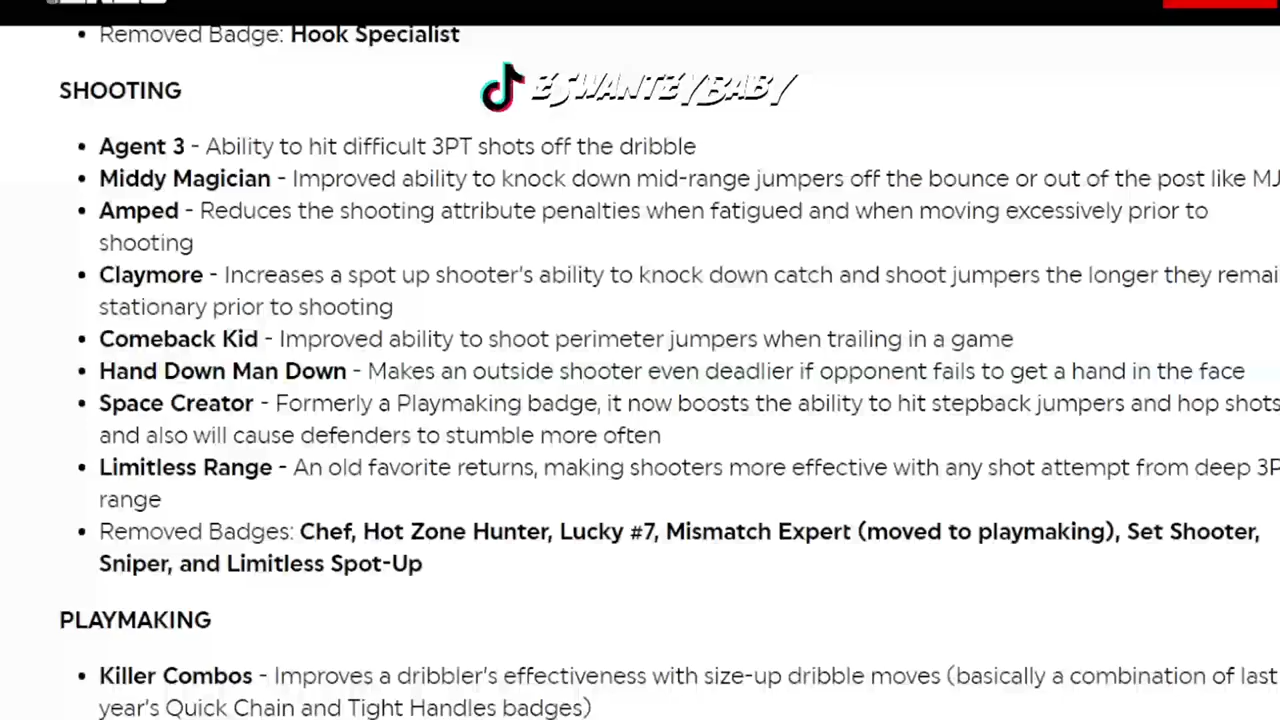 • Removed Badge: Hook Specialist
SHOOTING
ESWANTEYBABY
• Agent 3 - Ability to hit difficult 3PT shots off the dribble
• Middy Magician - Improved ability to knock down mid-range jumpers off the bounce or out of the post like MJ
• Amped - Reduces the shooting attribute penalties when fatigued and when moving excessively prior to
shooting
• Claymore - Increases a spot up shooter's ability to knock down catch and shoot jumpers the longer they remai
stationary prior to shooting
• Comeback Kid - Improved ability to shoot perimeter jumpers when trailing in a game
• Hand Down Man Down - Makes an outside shooter even deadlier if opponent fails to get a hand in the face
• Space Creator - Formerly a Playmaking badge, it now boosts the ability to hit stepback jumpers and hop shots
and also will cause defenders to stumble more often
• Limitless Range - An old favorite returns, making shooters more effective with any shot attempt from deep 3P
range
• Removed Badges: Chef, Hot Zone Hunter, Lucky #7, Mismatch Expert (moved to playmaking), Set Shooter,
Sniper, and Limitless Spot-Up
PLAYMAKING
• Killer Combos - Improves a dribbler's effectiveness with size-up dribble moves (basically a combination of last
year's Quick Chain and Tight Handles badges)